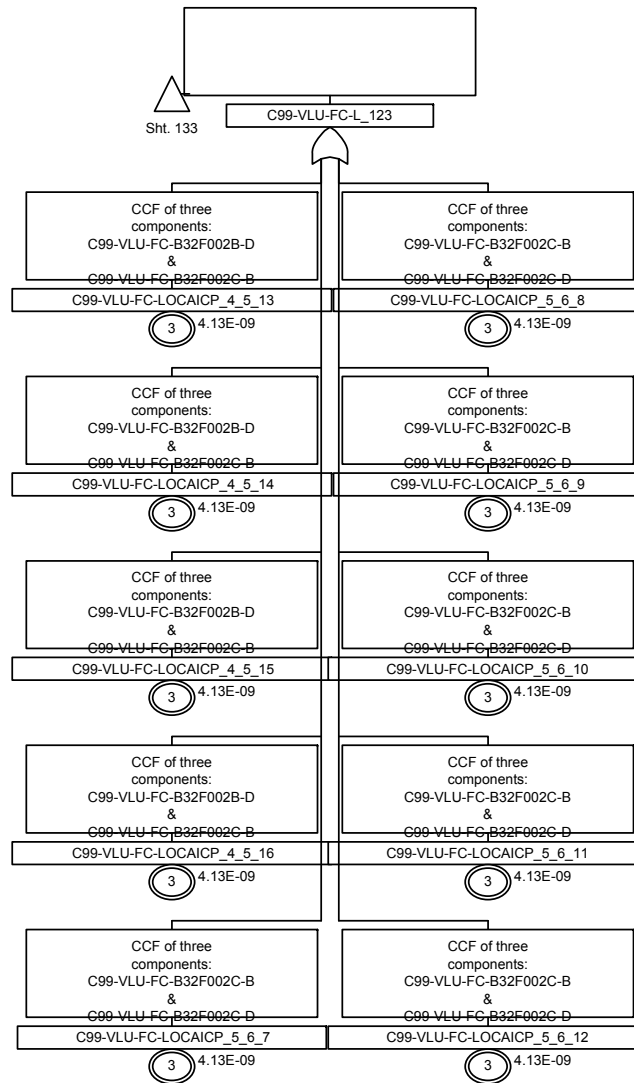 Sht. 133
C99-VLU-FC-L_123
CCF of three
components:
C99-VLU-FC-B32F002B-D
&
C99-VLU-FC-B32F002C-B
C99-VLU-FC-LOCAICP_4_5_13
3
4.13E-09
CCF of three
components:
C99-VLU-FC-B32F002C-B
&
C99-VLU-FC-B32F002C-D
C99-VLU-FC-LOCAICP_5_6_8
3
4.13E-09
CCF of three
components:
C99-VLU-FC-B32F002B-D
&
C99-VLU-FC-B32F002C-B
C99-VLU-FC-LOCAICP_4_5_14
3
4.13E-09
CCF of three
components:
C99-VLU-FC-B32F002C-B
&
C99-VLU-FC-B32F002C-D
C99-VLU-FC-LOCAICP_5_6_9
3
4.13E-09
CCF of three
components:
C99-VLU-FC-B32F002B-D
&
C99-VLU-FC-B32F002C-B
C99-VLU-FC-LOCAICP_4_5_15
3
4.13E-09
CCF of three
components:
C99-VLU-FC-B32F002C-B
&
C99-VLU-FC-B32F002C-D
C99-VLU-FC-LOCAICP_5_6_10
3
4.13E-09
CCF of three
components:
C99-VLU-FC-B32F002B-D
&
C99-VLU-FC-B32F002C-B
C99-VLU-FC-LOCAICP_4_5_16
3
4.13E-09
CCF of three
components:
C99-VLU-FC-B32F002C-B
&
C99-VLU-FC-B32F002C-D
C99-VLU-FC-LOCAICP_5_6_11
3
4.13E-09
CCF of three
components:
C99-VLU-FC-B32F002C-B
&
C99-VLU-FC-B32F002C-D
C99-VLU-FC-LOCAICP_5_6_7
3
4.13E-09
CCF of three
components:
C99-VLU-FC-B32F002C-B
&
C99-VLU-FC-B32F002C-D
C99-VLU-FC-LOCAICP_5_6_12
3
4.13E-09